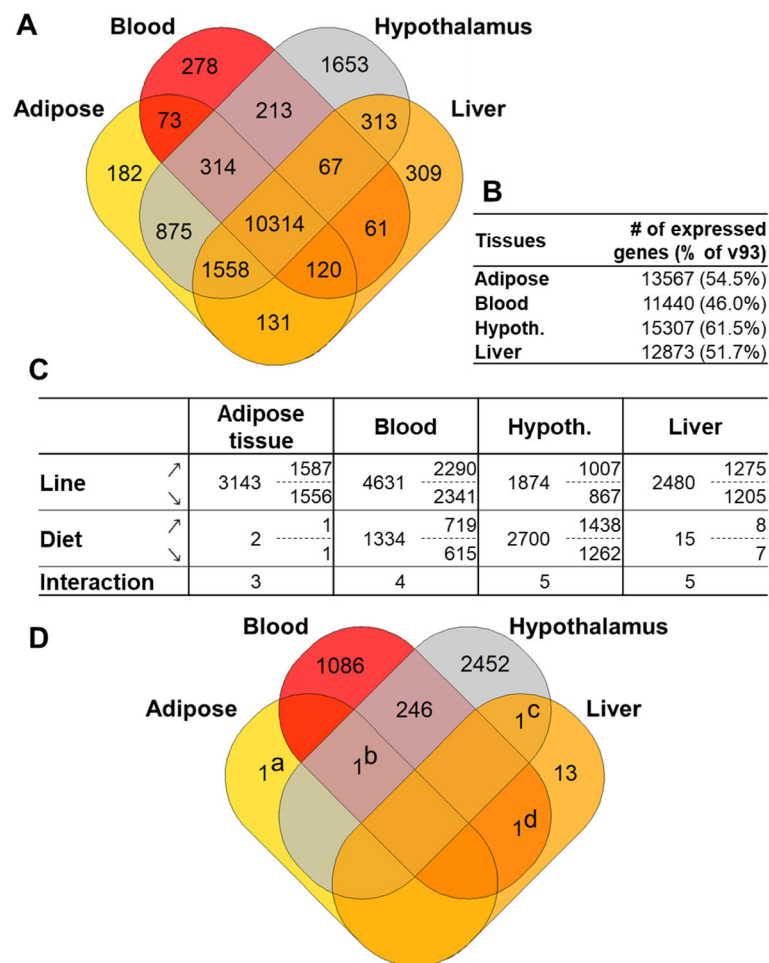 A
Blood
Hypothalamus
278
1653
Adipose
Liver
73
213
313
182
314
67
309
875
10314
61
1558
120
131
B
Tissues # of expressed
genes (% of v93)
Adipose 13567 (54.5%)
Blood 11440 (46.0%)
Hypoth. 15307 (61.5%)
Liver 12873 (51.7%)
C
Adipose
tissue Blood Hypoth. Liver
Line ↗ 3143 1587 4631 2290 1874 1007 2480 1275
↘ 1556 2341 867 1205
Diet ↗ 2 1 1334 719 2700 1438 15 8
↘ 1 615 1262 7
Interaction 3 4 5 5
D
Blood
Hypothalamus
1086
2452
Adipose
Liver
246
1c
1a
1b
13
1d